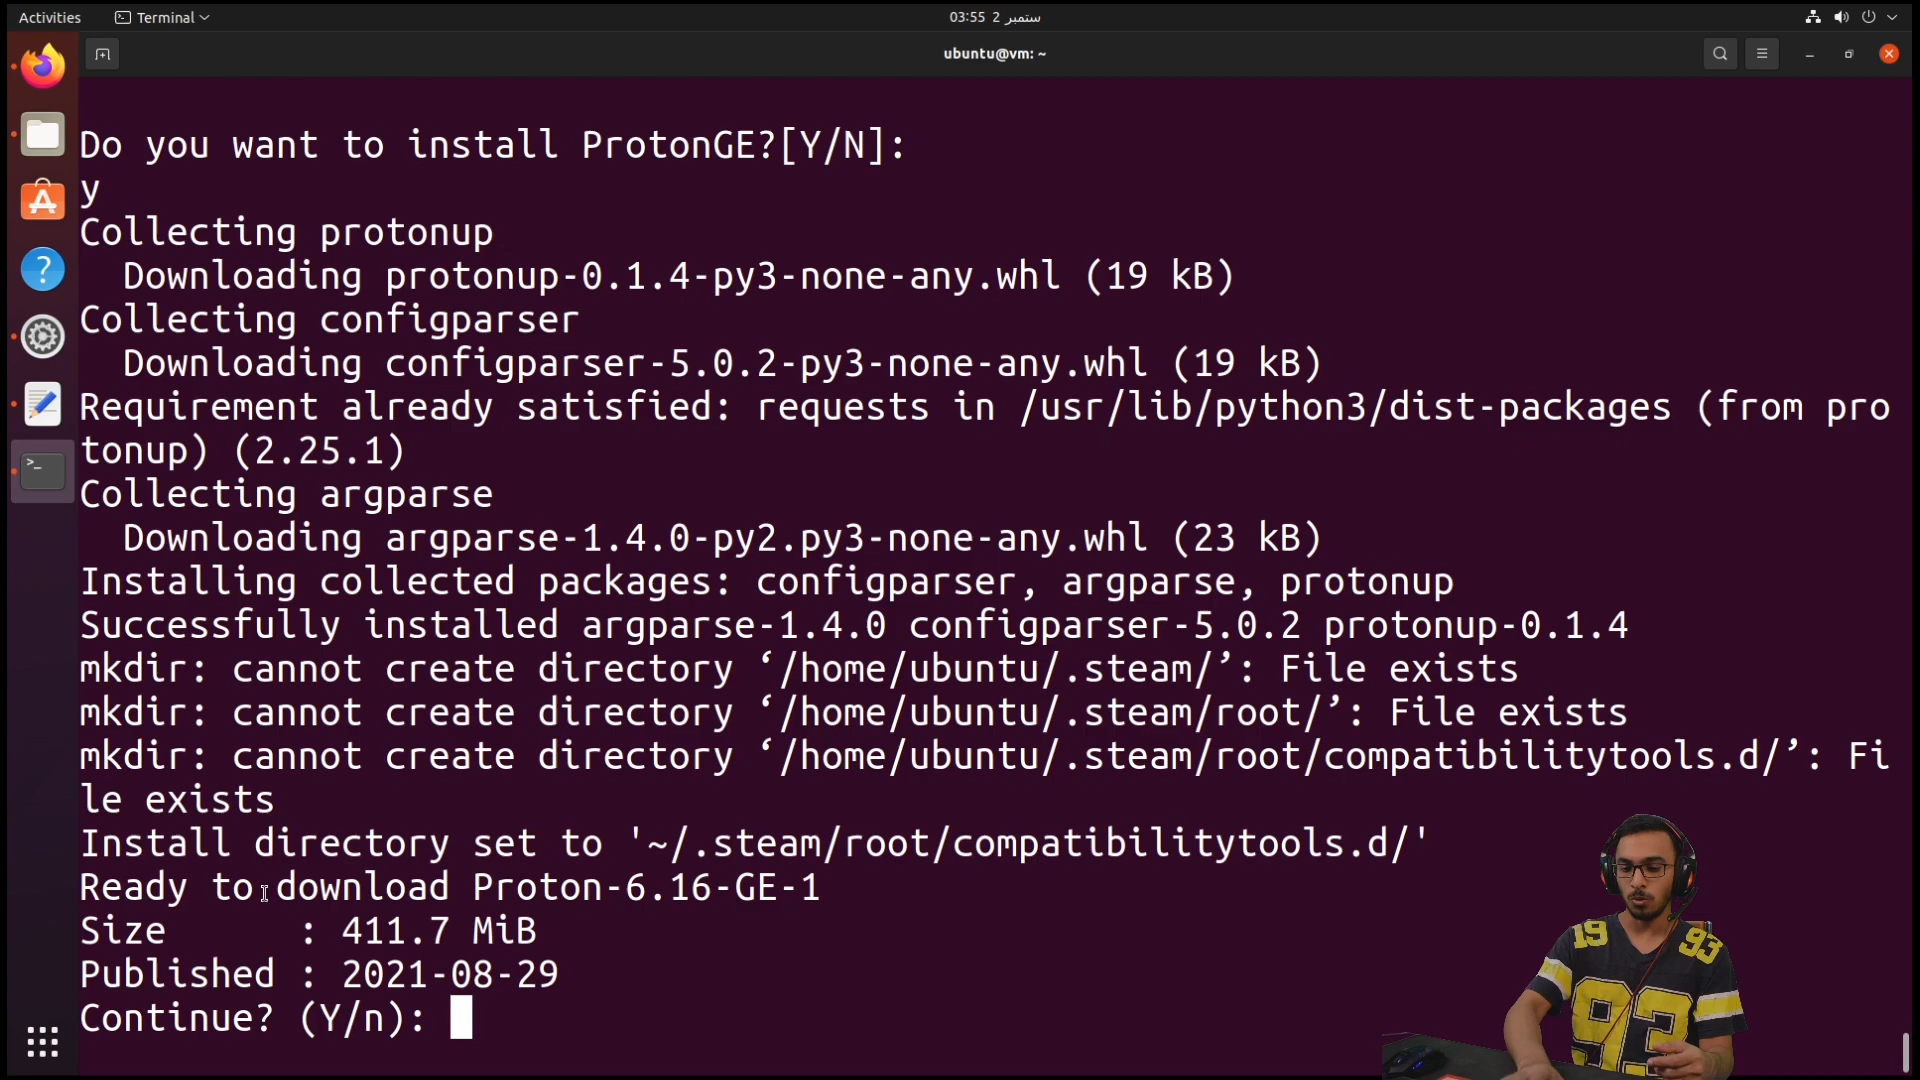 Activities
Terminal
03:55 2 ستمبر
ubuntu@vm: ~
Do you want to install ProtonGE?[Y/N]:
y
Collecting protonup
  Downloading protonup-0.1.4-py3-none-any.whl (19 kB)
Collecting configparser
  Downloading configparser-5.0.2-py3-none-any.whl (19 kB)
Requirement already satisfied: requests in /usr/lib/python3/dist-packages (from pro
tonup) (2.25.1)
Collecting argparse
  Downloading argparse-1.4.0-py2.py3-none-any.whl (23 kB)
Installing collected packages: configparser, argparse, protonup
Successfully installed argparse-1.4.0 configparser-5.0.2 protonup-0.1.4
mkdir: cannot create directory ‘/home/ubuntu/.steam/’: File exists
mkdir: cannot create directory ‘/home/ubuntu/.steam/root/’: File exists
mkdir: cannot create directory ‘/home/ubuntu/.steam/root/compatibilitytools.d/’: Fi
le exists
Install directory set to '~/.steam/root/compatibilitytools.d/'
Ready to download Proton-6.16-GE-1
Size      : 411.7 MiB
Published : 2021-08-29
Continue? (Y/n):
19 93
93